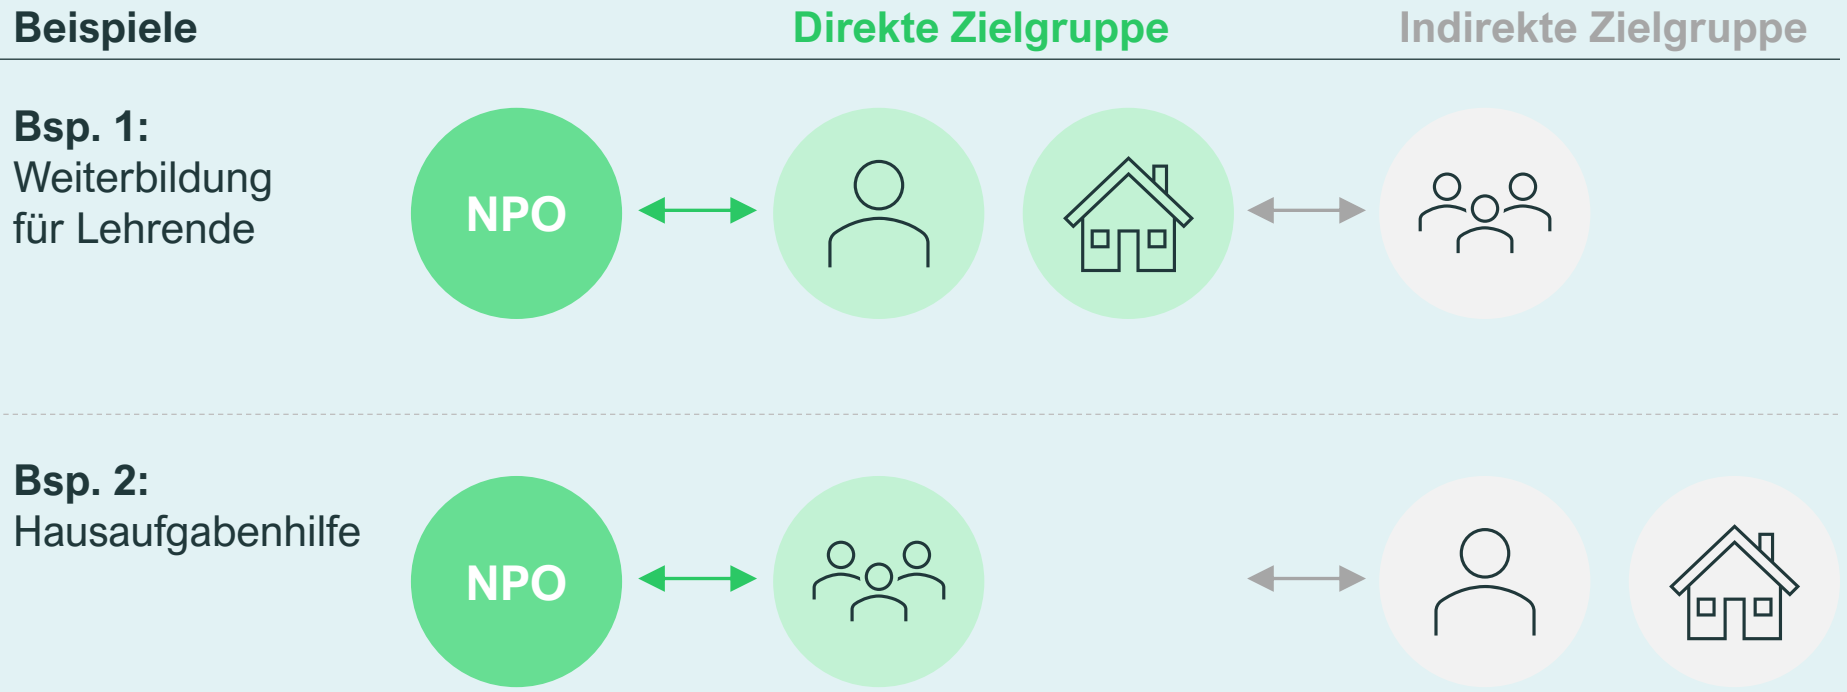 Beispiele
Direkte Zielgruppe
Indirekte Zielgruppe
Bsp. 1:
Weiterbildung
für Lehrende
NPO
Bsp. 2:
Hausaufgabenhilfe
NPO